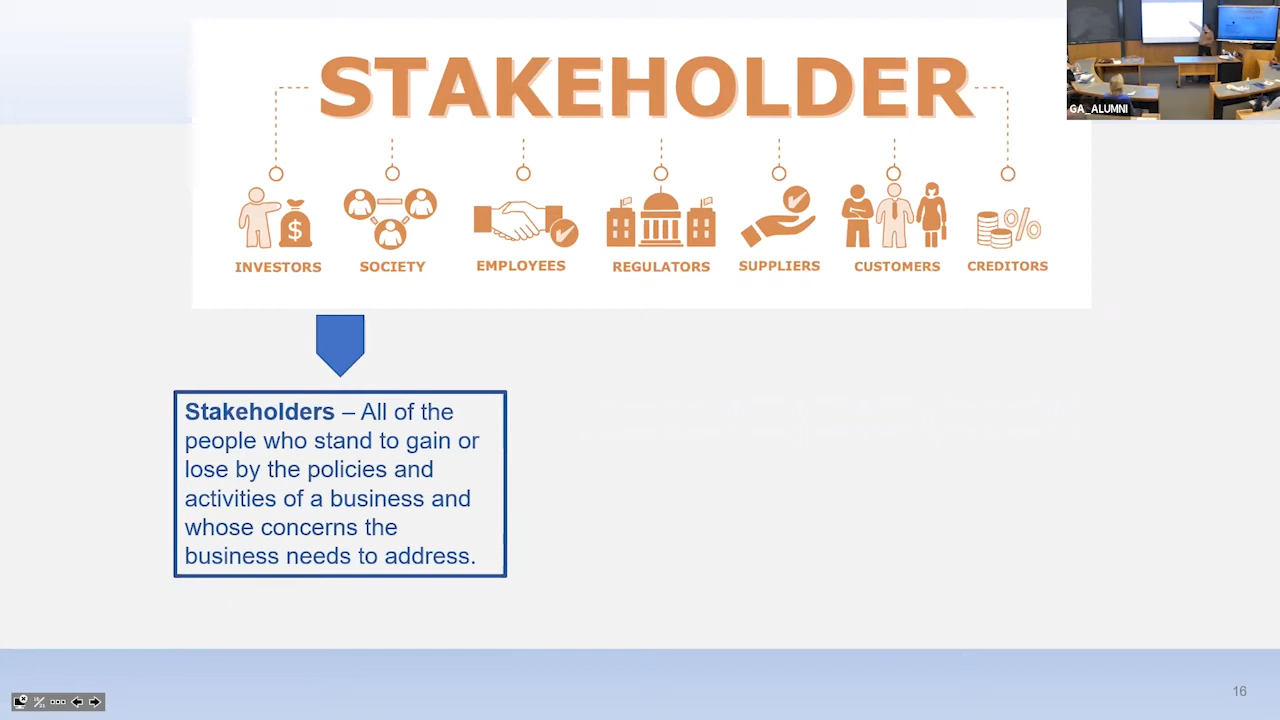 STAKEHOLDER
GA_ALUMNI
$
%
INVESTORS
SOCIETY
EMPLOYEES
REGULATORS
SUPPLIERS
CUSTOMERS
CREDITORS
Stakeholders – All of the
people who stand to gain or
lose by the policies and
activities of a business and
whose concerns the
business needs to address.
16